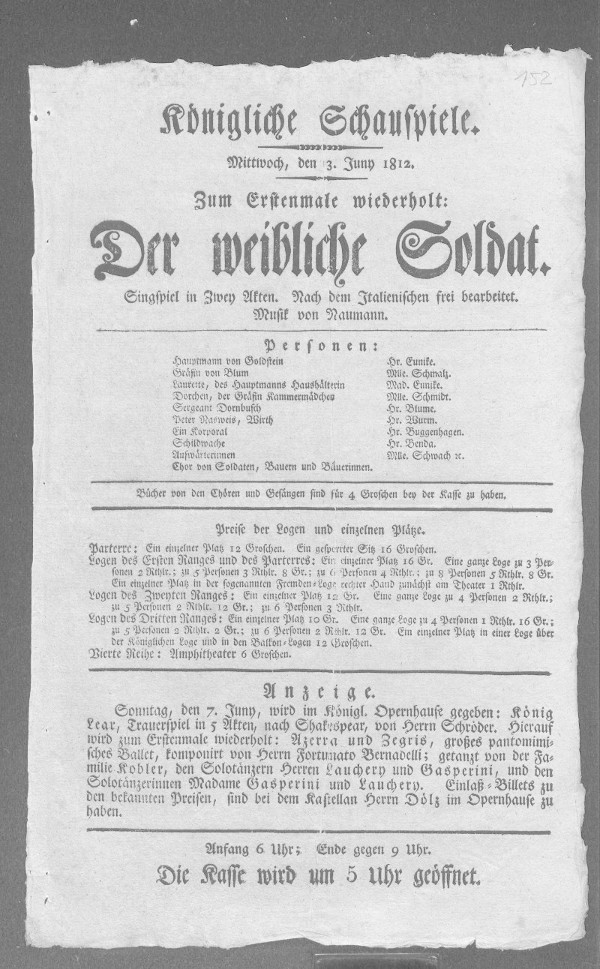 152
Königliche Schauspiele.
Mittwoch, den 3. Juny 1812.
Zum Erstenmale wiederholt:
Der weibliche Soldat.
Singspiel in Zwey Akten. Nach dem Italienischen frei bearbeitet.
Musik von Naumann.
Personen:
Hauptmann von Goldstein Hr. Eunike.
Gräfin von Blum Mlle. Schmalz.
Laurette, des Hauptmanns Haushälterin Mad. Eunike.
Dorchen, der Gräfin Kammermädchen Mlle. Schmidt.
Sergeant Dornbusch Hr. Blume.
Peter Nasweis, Wirth Hr. Wurm.
Ein Korporal Hr. Buggenhagen.
Schildwache Hr. Benda.
Aufwärterinnen Mlle. Schwach ꝛc.
Chor von Soldaten, Bauern und Bäuerinnen.
Bücher von den Chören und Gesängen sind für 4 Groschen bey der Kasse zu haben.
Preise der Logen und einzelnen Plätze.
Parterre: Ein einzelner Platz 12 Groschen. Ein gesperrter Sitz 16 Groschen.
Logen des Ersten Ranges und des Parterres: Ein einzelner Platz 16 Gr. Eine ganze Loge zu 3 Per-
sonen 2 Rthlr.; zu 5 Personen 3 Rthlr. 8 Gr.; zu 6 Personen 4 Rthlr.; zu 8 Personen 5 Rthlr. 8 Gr.
Ein einzelner Platz in der sogenannten Fremden-Loge rechter Hand zunächst am Theater 1 Rthlr.
Logen des Zweyten Ranges: Ein einzelner Platz 12 Gr. Eine ganze Loge zu 4 Personen 2 Rthlr.;
zu 5 Personen 2 Rthlr. 12 Gr.; zu 6 Personen 3 Rthlr.
Logen des Dritten Ranges: Ein einzelner Platz 10 Gr. Eine ganze Loge zu 4 Personen 1 Rthlr. 16 Gr.;
zu 5 Personen 2 Rthlr. 2 Gr.; zu 6 Personen 2 Rthlr. 12 Gr. Ein einzelner Platz in einer Loge über
der Königlichen Loge und in den Balkon-Logen 12 Groschen.
Vierte Reihe: Amphitheater 6 Groschen.
Anzeige.
Sonntag, den 7. Juny, wird im Königl. Opernhause gegeben: König
Lear, Trauerspiel in 5 Akten, nach Shakespear, von Herrn Schröder. Hierauf
wird zum Erstenmale wiederholt: Azerra und Zegris, großes pantomimi-
sches Ballet, komponirt von Herrn Fortunato Bernadelli; getanzt von der Fa-
milie Kobler, den Solotänzern Herren Lauchery und Gasperini, und den
Solotänzerinnen Madame Gasperini und Lauchery. Einlaß-Billets zu
den bekannten Preisen, sind bei dem Kastellan Herrn Dölz im Opernhause zu
haben.
Anfang 6 Uhr; Ende gegen 9 Uhr.
Die Kasse wird um 5 Uhr geöffnet.